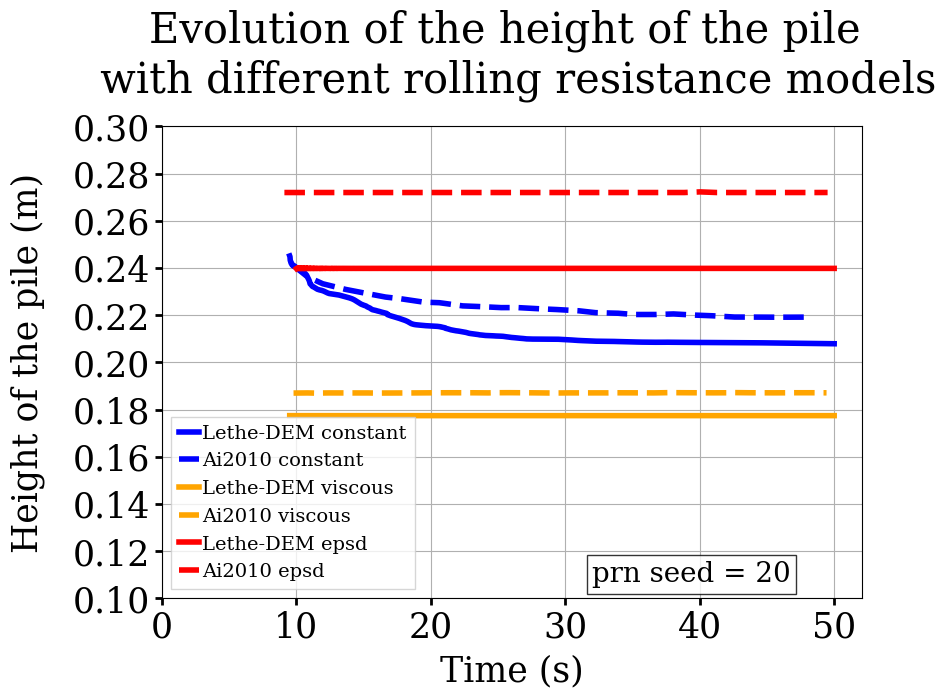 Evolution of the height of the pile
with different rolling resistance models
Height of the pile (m)
0.30
0.28
0.26
0.24
0.22
0.20
0.18
0.16
0.14
0.12
0.10
Lethe-DEM constant
Ai2010 constant
Lethe-DEM viscous
Ai2010 viscous
Lethe-DEM epsd
Ai2010 epsd
prn seed = 20
0 10 20 30 40 50
Time (s)